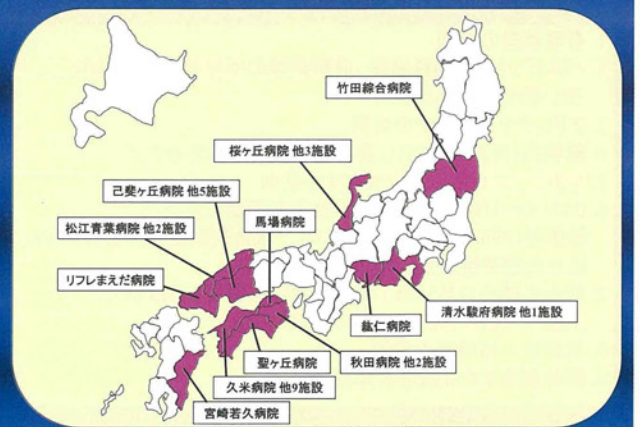 竹田綜合病院
桜ヶ丘病院 他3施設
己斐ヶ丘病院 他5施設
馬場病院
松江青葉病院 他2施設
リフレまえだ病院
清水駿府病院 他1施設
紘仁病院
聖ヶ丘病院
秋田病院 他2施設
久米病院 他9施設
宮崎若久病院